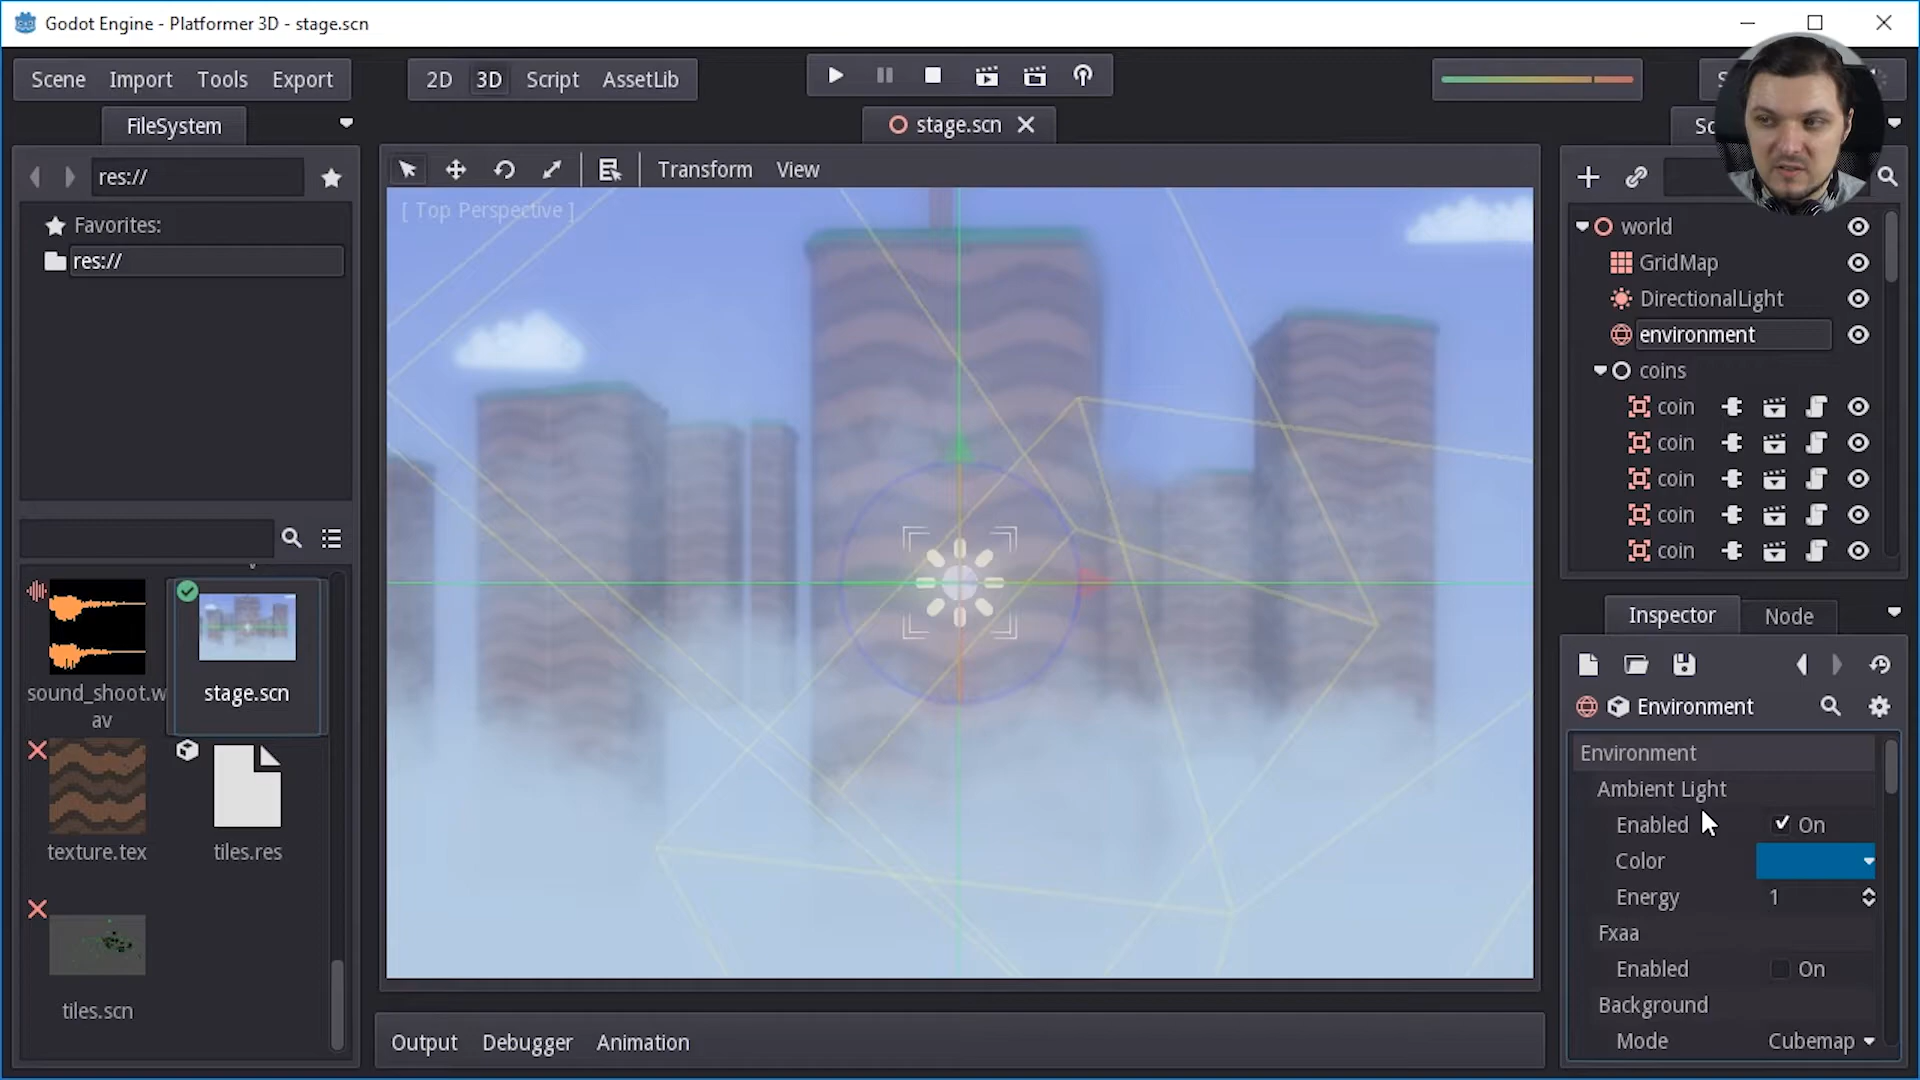 Godot Engine - Platformer 3D - stage.scn
Scene Import Tools Export
2D 3D Script AssetLib
FileSystem
stage.scn
res://
Transform View
[ Top Perspective ]
Favorites:
res://
world
GridMap
DirectionalLight
environment
coins
coin
coin
coin
coin
coin
sound_shoot.w
av
stage.scn
texture.tex
tiles.res
tiles.scn
Inspector Node
Environment
Environment
Ambient Light
Enabled On
Color
Energy 1
Fxaa
Enabled On
Background
Mode Cubemap
Output Debugger Animation